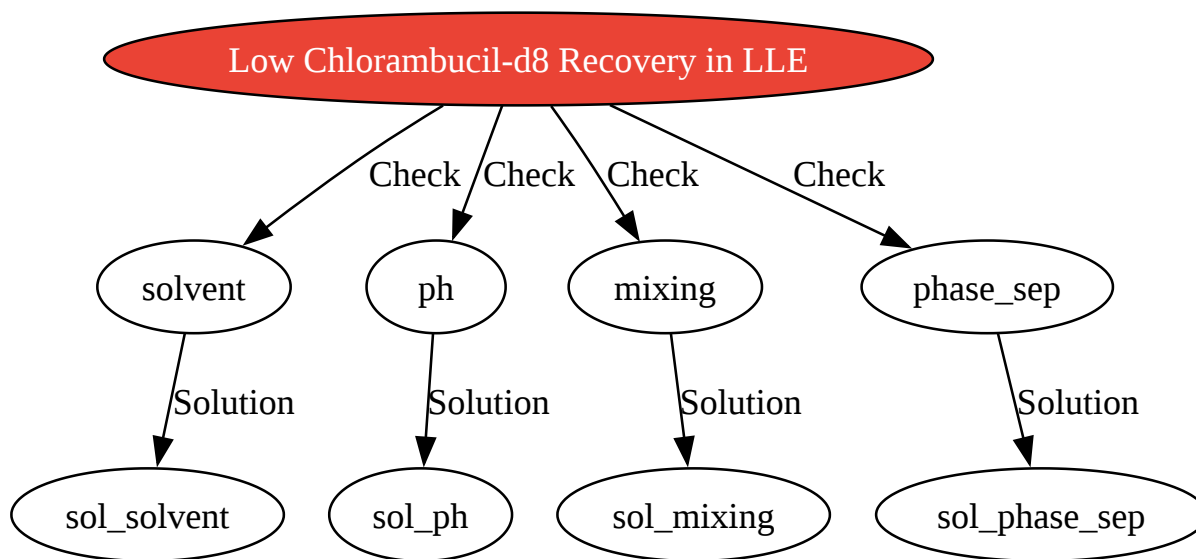 Low Chlorambucil-d8 Recovery in LLE
Check
Check
Check
Check
solvent
ph
mixing
phase_sep
Solution
Solution
Solution
Solution
sol_solvent
sol_ph
sol_mixing
sol_phase_sep